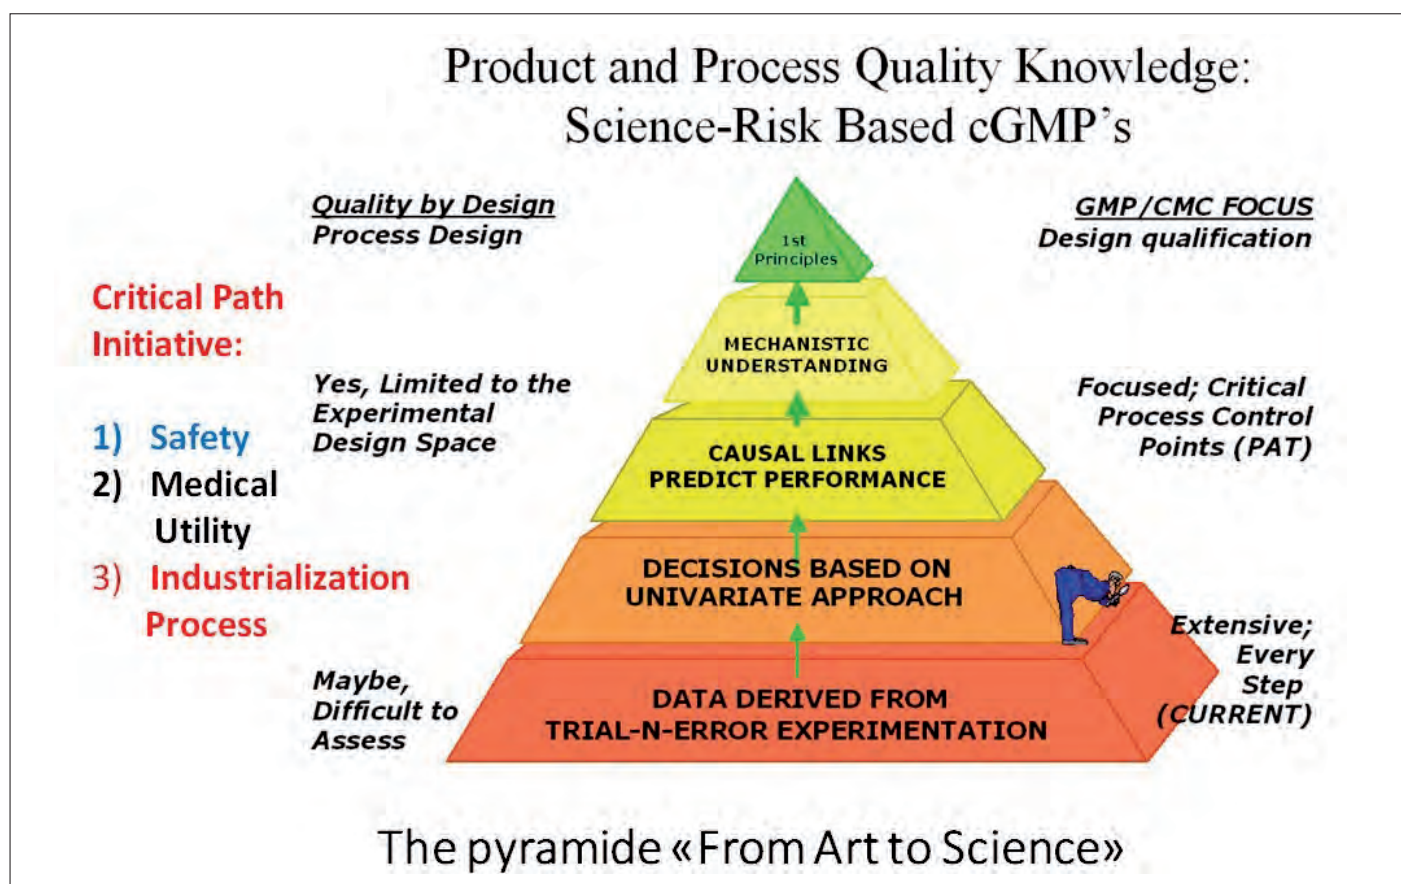 Product and Process Quality Knowledge:
Science-Risk Based cGMP's
Quality by Design
Process Design
GMP/CMC FOCUS
Design qualification
1st
Principles
Critical Path
Initiative:
1) Safety
2) Medical
Utility
3) Industrialization
Process
MECHANISTIC
UNDERSTANDING
Yes, Limited to the
Experimental
Design Space
Focused; Critical
Process Control
Points (PAT)
CAUSAL LINKS
PREDICT PERFORMANCE
DECISIONS BASED ON
UNIVARIATE APPROACH
Maybe,
Difficult to
Assess
DATA DERIVED FROM
TRIAL-N-ERROR EXPERIMENTATION
Extensive;
Every
Step
(CURRENT)
The pyramide «From Art to Science»